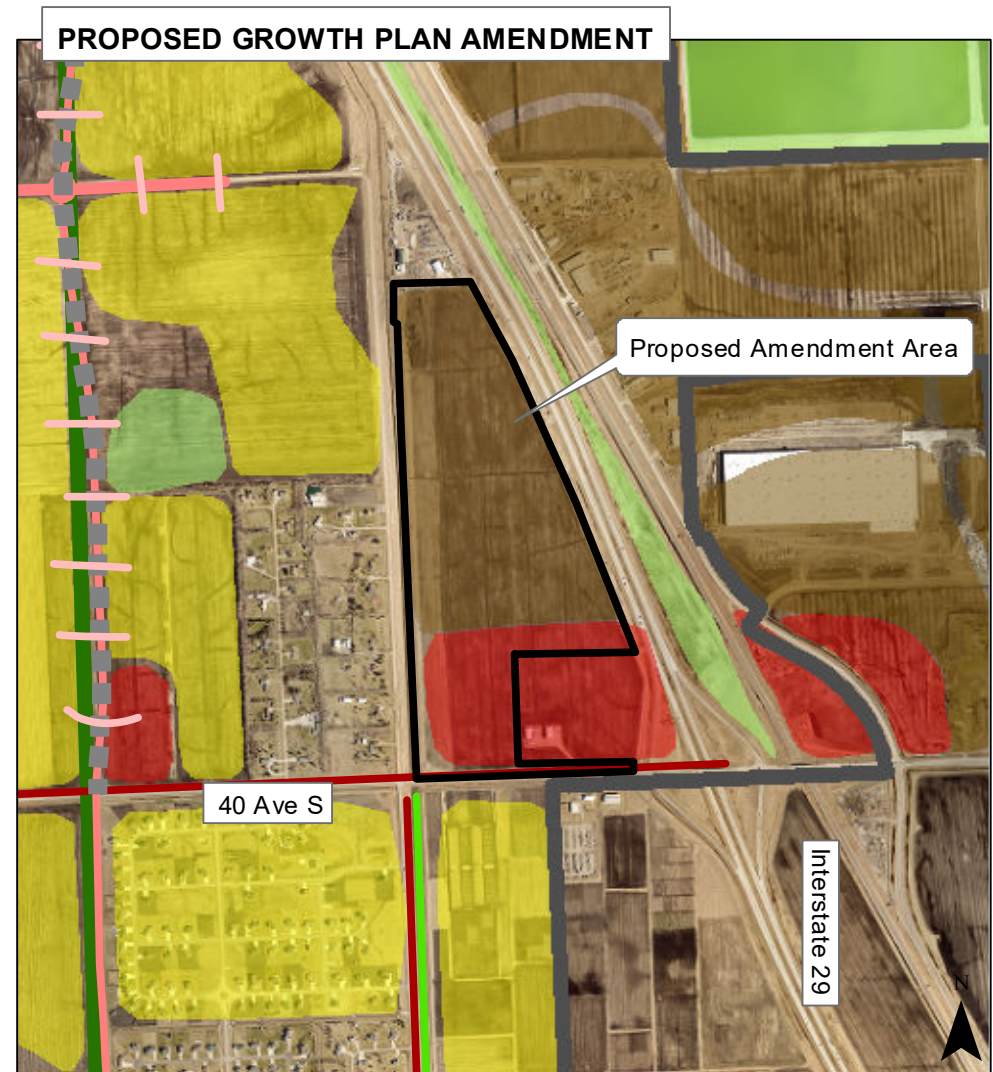 PROPOSED GROWTH PLAN AMENDMENT
Proposed Amendment Area
40 Ave S
Interstate 29
N